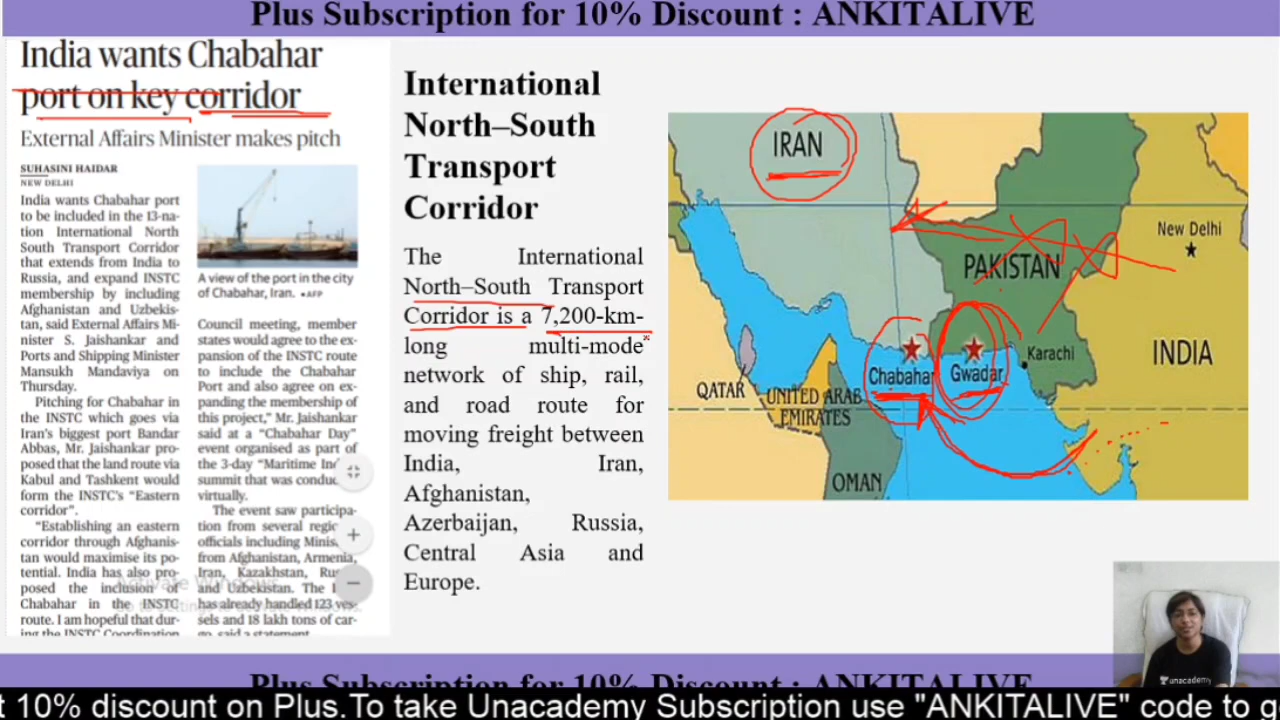 Plus Subscription for 10% Discount : ANKITALIVE
India wants Chabahar
port on key corridor
External Affairs Minister makes pitch
SUHASINI HAIDAR
NEW DELHI
India wants Chabahar port
to be included in the 13-na-
tion International North
South Transport Corridor
that extends from India to
Russia, and expand INSTC
membership by including
Afghanistan and Uzbekis-
tan, said External Affairs Mi-
nister S. Jaishankar and
Ports and Shipping Minister
Mansukh Mandaviya on
Thursday.
Pitching for Chabahar in
the INSTC which goes via
Iran's biggest port Bandar
Abbas, Mr. Jaishankar pro-
posed that the land route via
Kabul and Tashkent would
form the INSTC's "Eastern
corridor".
"Establishing an eastern
corridor through Afghanis-
tan would maximise its po-
tential. India has also pro-
posed the inclusion of
Chabahar in the INSTC
route. I am hopeful that dur-
ing the INSTC Coordination
A view of the port in the city
of Chabahar, Iran. •AFP
Council meeting, member
states would agree to the ex-
pansion of the INSTC route
to include the Chabahar
Port and also agree on ex-
panding the membership of
this project," Mr. Jaishankar
said at a "Chabahar Day"
event organised as part of
the 3-day "Maritime
summit that was
virtually.
The event saw participa-
tion from several
officials including
from Afghanistan, Armenia,
Iran, Kazakhstan,
and Uzbekistan. The
has already handled 123 ves-
sels and 18 lakh tons of car-
go, said a statement.
Activate Windows
International
North–South
Transport
Corridor
The International
North–South Transport
Corridor is a 7,200-km-
long multi-mode
network of ship, rail,
and road route for
moving freight between
India, Iran,
Afghanistan,
Azerbaijan, Russia,
Central Asia and
Europe.
IRAN
New Delhi
PAKISTAN
Karachi
INDIA
Chabahar
Gwadar
QATAR
UNITED ARAB
EMIRATES
OMAN
unacademy
Plus Subscription for 10% Discount : ANKITALIVE
t 10% discount on Plus.To take Unacademy Subscription use "ANKITALIVE" code to g